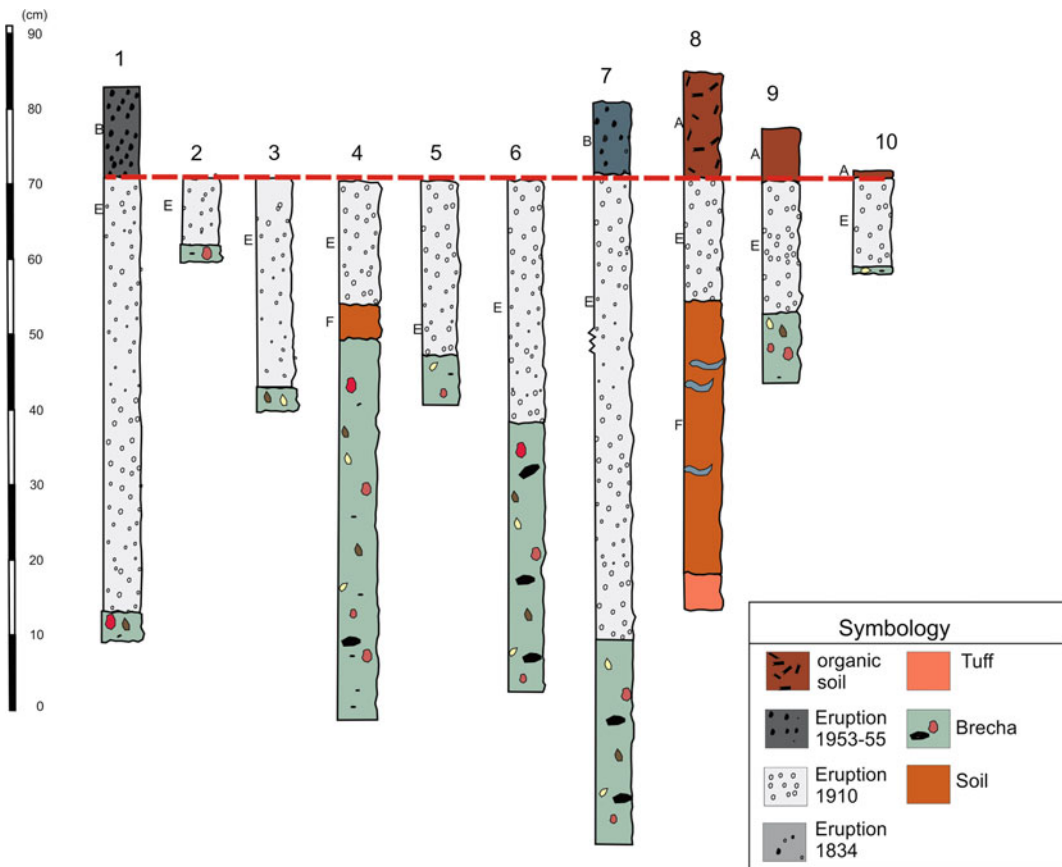 (cm)
90
80
70
60
50
40
30
20
10
0
1
2
3
4
5
6
7
8
9
10
B
E
E
E
E
F
E
E
B
E
A
E
F
A
E
A
E
Symbology
organic soil
Tuff
Eruption 1953-55
Brecha
Eruption 1910
Soil
Eruption 1834